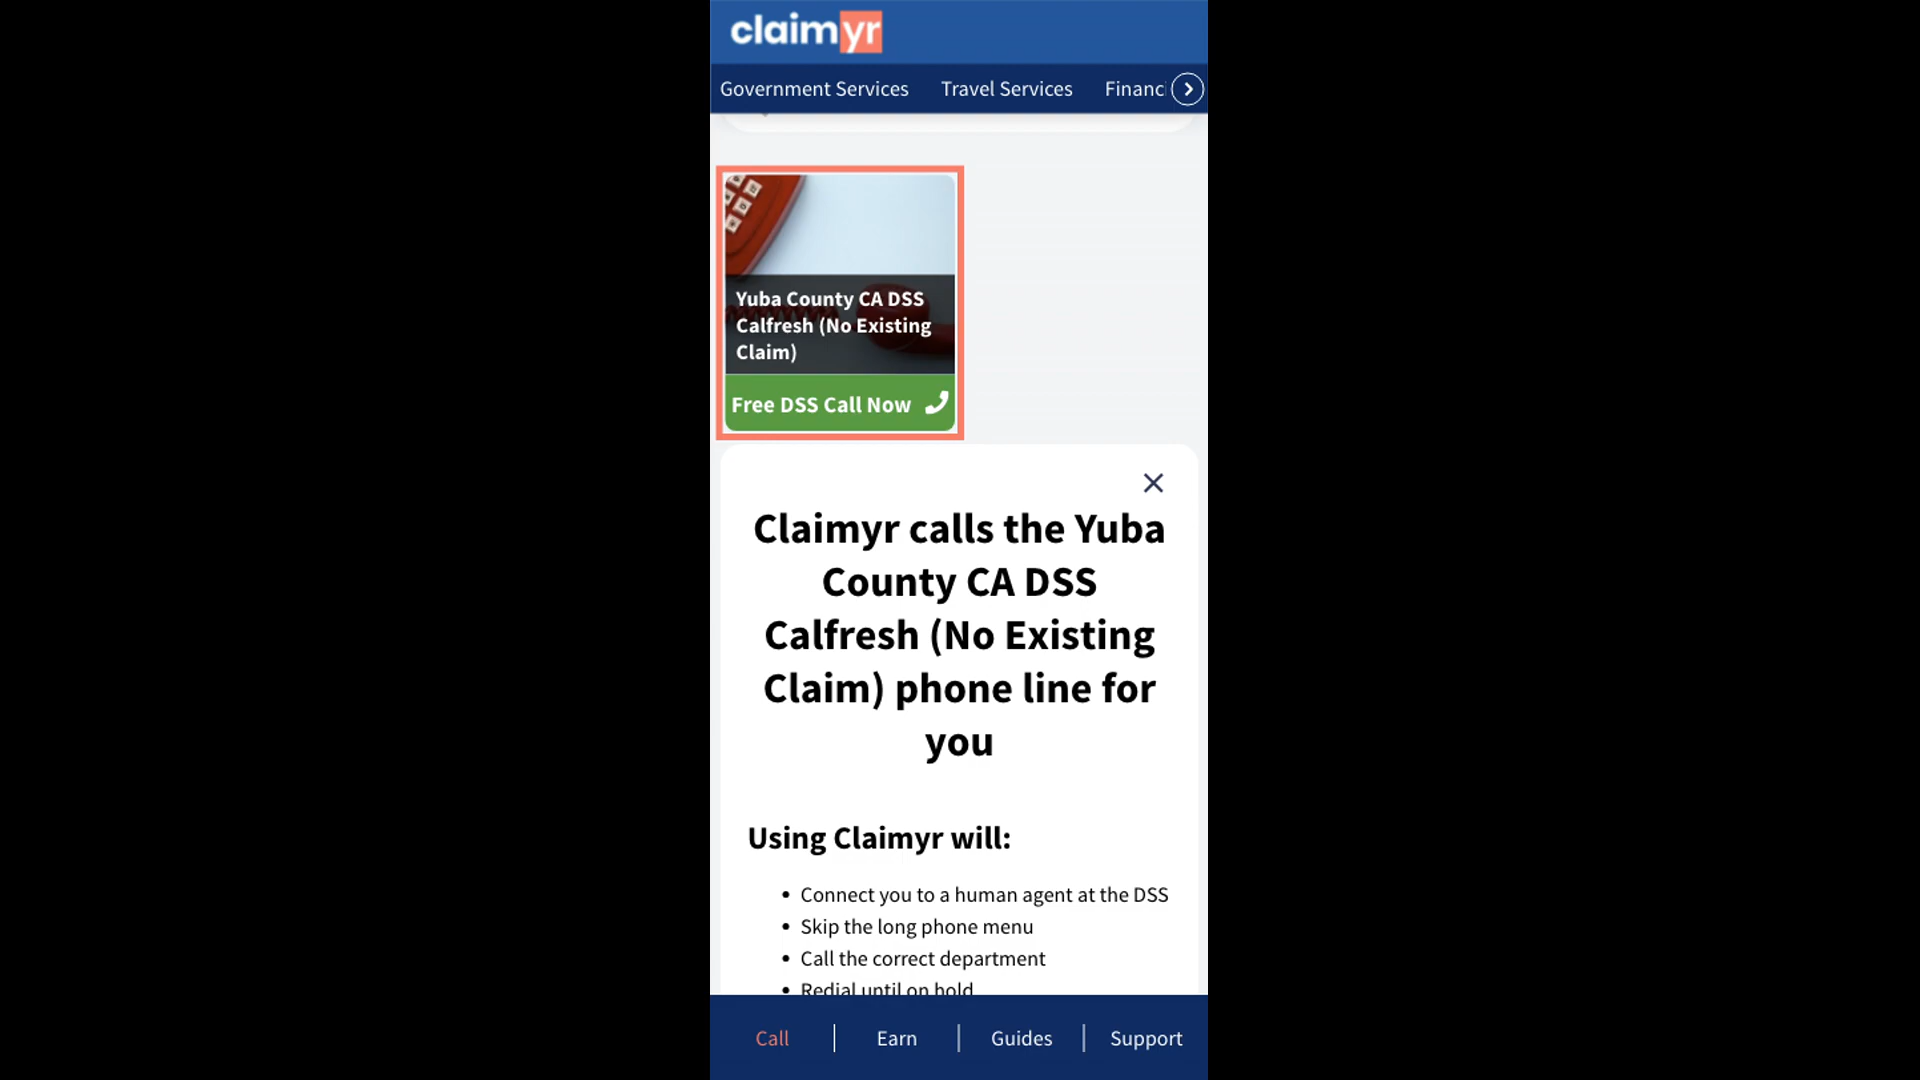 claimyr
Government Services Travel Services Financ
Yuba County CA DSS
Calfresh (No Existing
Claim)
Free DSS Call Now
Claimyr calls the Yuba
County CA DSS
Calfresh (No Existing
Claim) phone line for
you
Using Claimyr will:
• Connect you to a human agent at the DSS
• Skip the long phone menu
• Call the correct department
• Redial until on hold
Call | Earn | Guides | Support